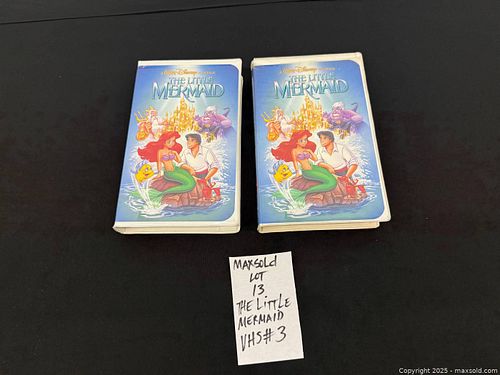 Walt Disney
THE LITTLE
MERMAID
Walt Disney
THE LITTLE
MERMAID
MAXSOLD
LOT
13
THE LITTLE
MERMAID
VHS#3
Copyright © 2025 - maxsold.com